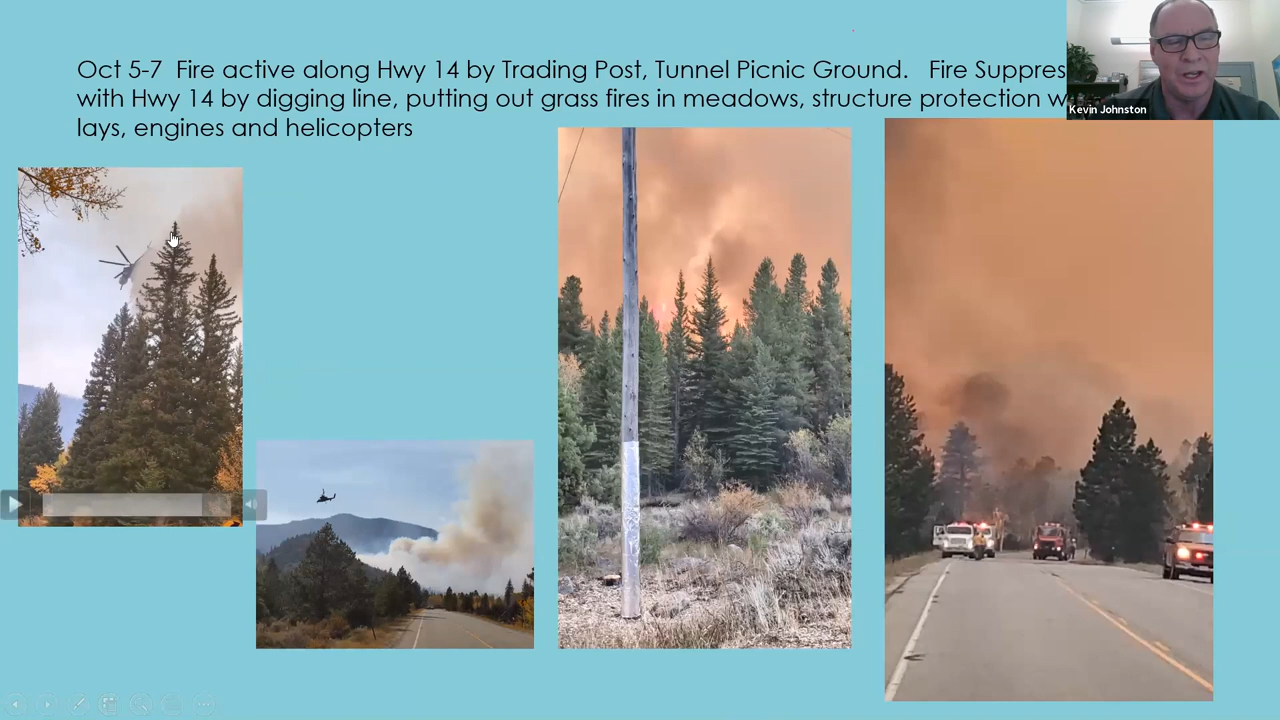 Oct 5-7 Fire active along Hwy 14 by Trading Post, Tunnel Picnic Ground. Fire
with Hwy 14 by digging line, putting out grass fires in meadows, structure protection
lays, engines and helicopters
Kevin Johnston